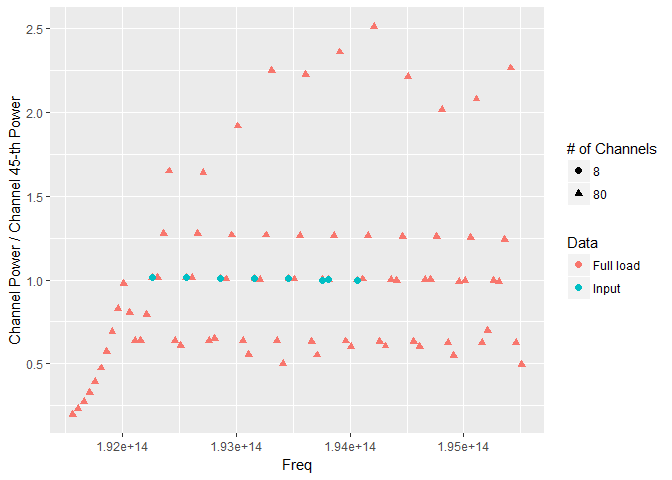 2.5
2.0
1.5
1.0
0.5
Channel Power / Channel 45-th Power
1.92e+14 1.93e+14 1.94e+14 1.95e+14
Freq
# of Channels
8
80
Data
Full load
Input